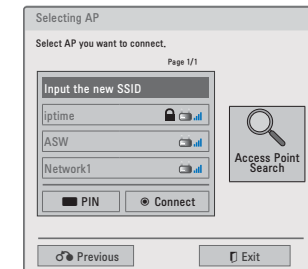 Selecting AP
Select AP you want to connect.
Page 1/1
Input the new SSID
iptime
ASW
Network1
PIN
Connect
Access Point
Search
Previous
Exit